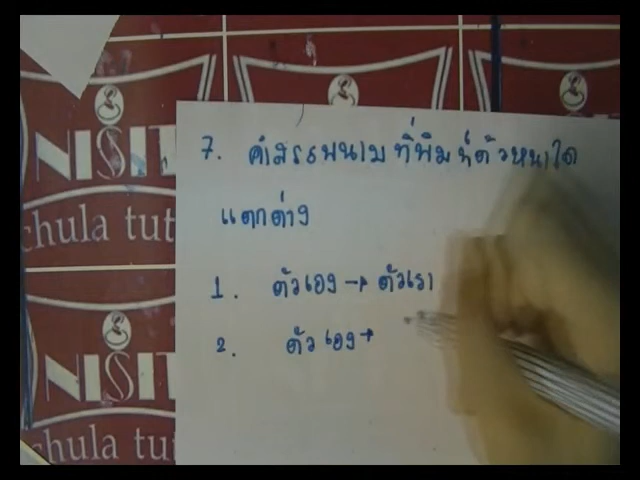 NISIT
chula tut
NISIT
chula tu
7. คำสรรพนาม ที่พิมพ์ตัวหนาใด
แตกต่าง
1. ตัวเอง → ตัวเรา
2. ตัวเอง →